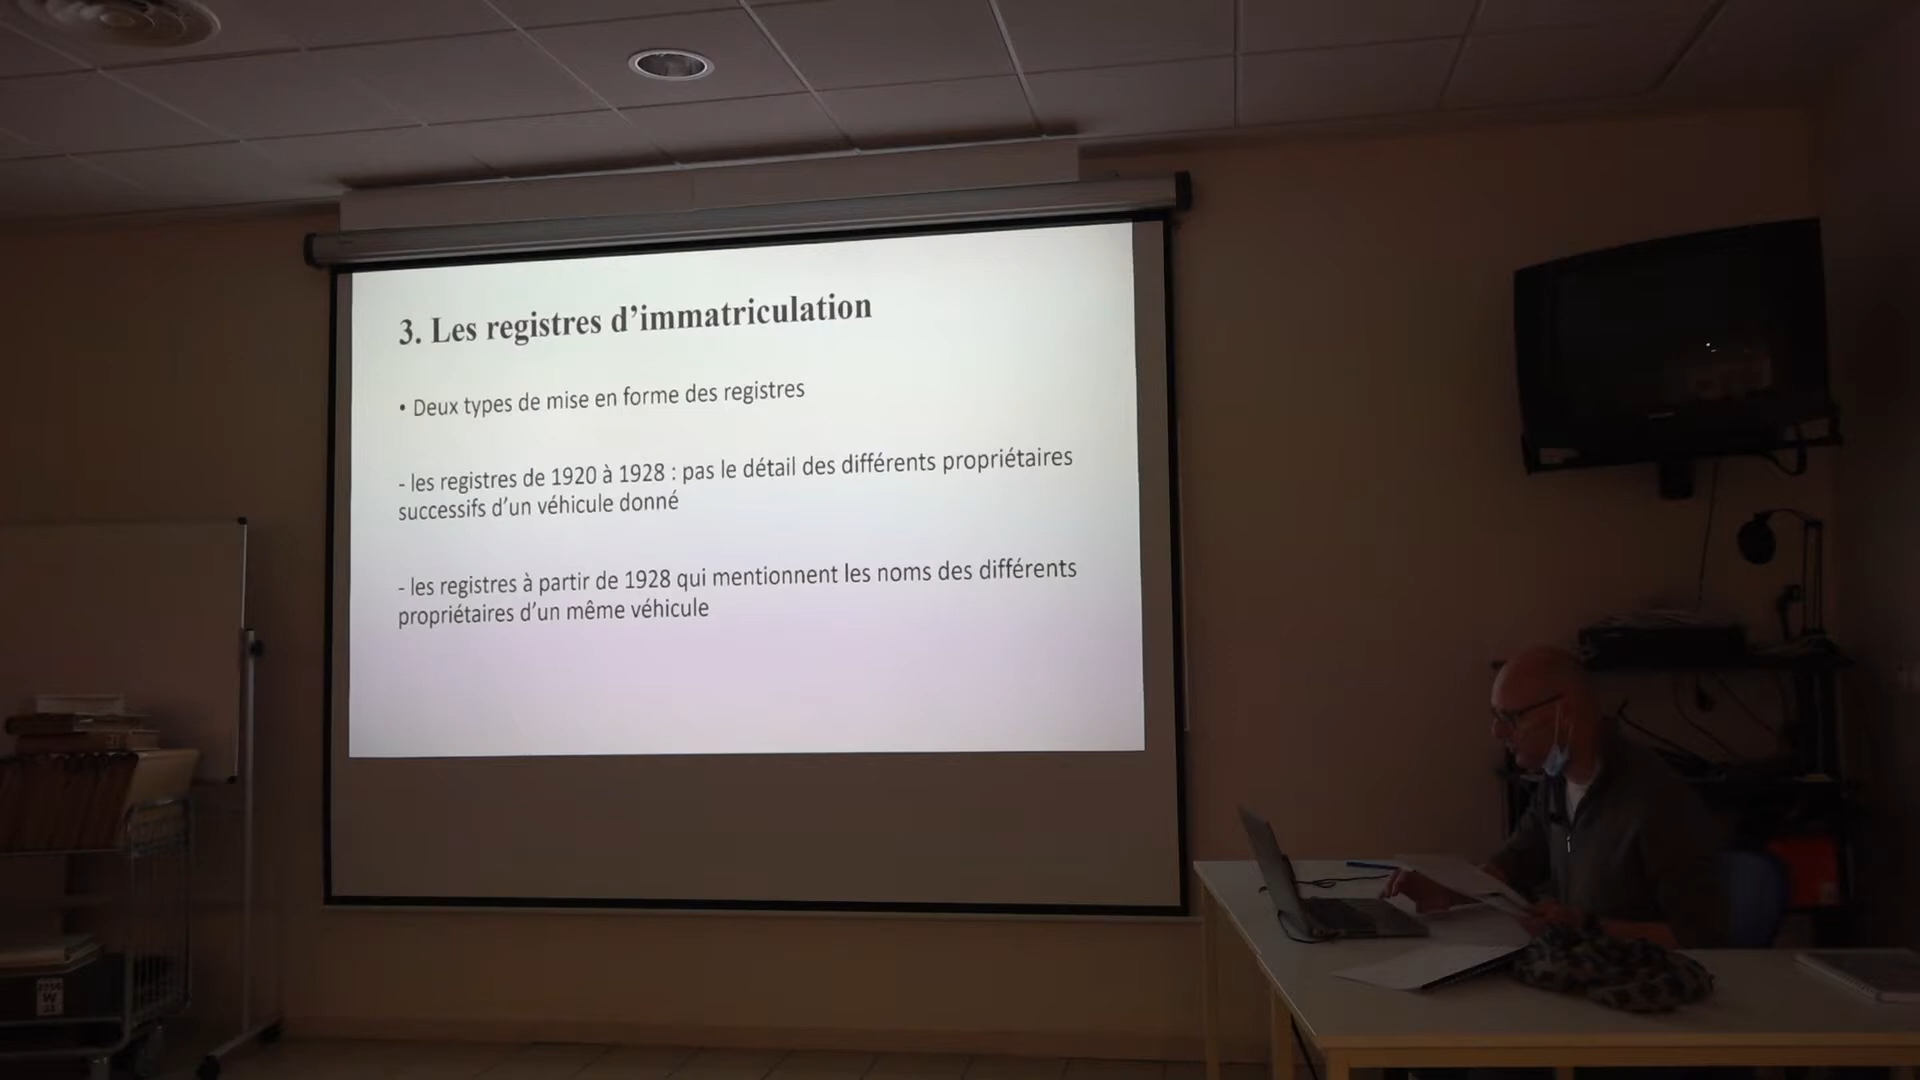 3. Les registres d’immatriculation
• Deux types de mise en forme des registres
- les registres de 1920 à 1928 : pas le détail des différents propriétaires
successifs d’un véhicule donné
- les registres à partir de 1928 qui mentionnent les noms des différents
propriétaires d’un même véhicule